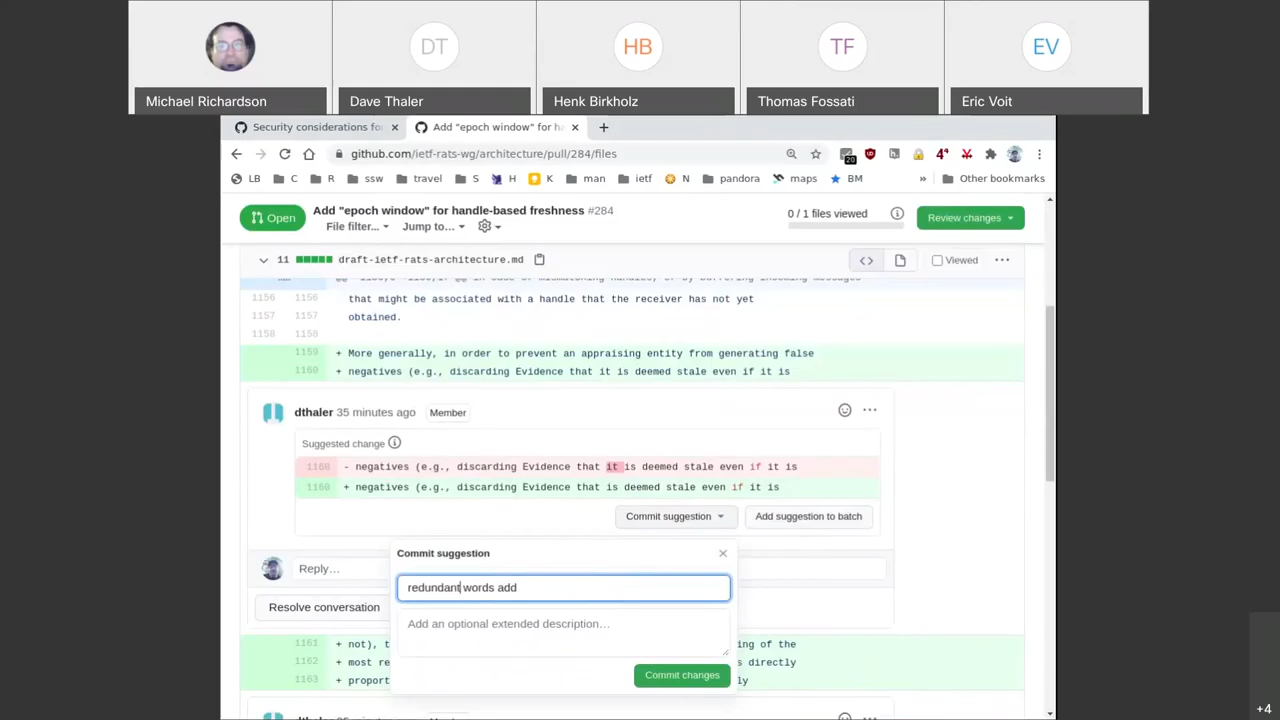 DT
HB
TF
EV
Michael Richardson
Dave Thaler
Henk Birkholz
Thomas Fossati
Eric Voit
Security considerations fo
Add "epoch window" for h
github.com/ietf-rats-wg/architecture/pull/284/files
20
LB C R ssw travel S H K man ietf N pandora maps BM » Other bookmarks
Open
Add "epoch window" for handle-based freshness #284
File filter... Jump to...
0 / 1 files viewed
Review changes
11 draft-ietf-rats-architecture.md
Viewed
1156 1156 that might be associated with a handle that the receiver has not yet
1157 1157 obtained.
1158 1158
1159 + More generally, in order to prevent an appraising entity from generating false
1160 + negatives (e.g., discarding Evidence that it is deemed stale even if it is
dthaler 35 minutes ago Member
Suggested change
1160 - negatives (e.g., discarding Evidence that it is deemed stale even if it is
1160 + negatives (e.g., discarding Evidence that is deemed stale even if it is
Commit suggestion
Add suggestion to batch
Commit suggestion
redundant words add
Reply…
Add an optional extended description…
Resolve conversation
Commit changes
1161 + not), t ing of the
1162 + most re s directly
1163 + proport ly
+4